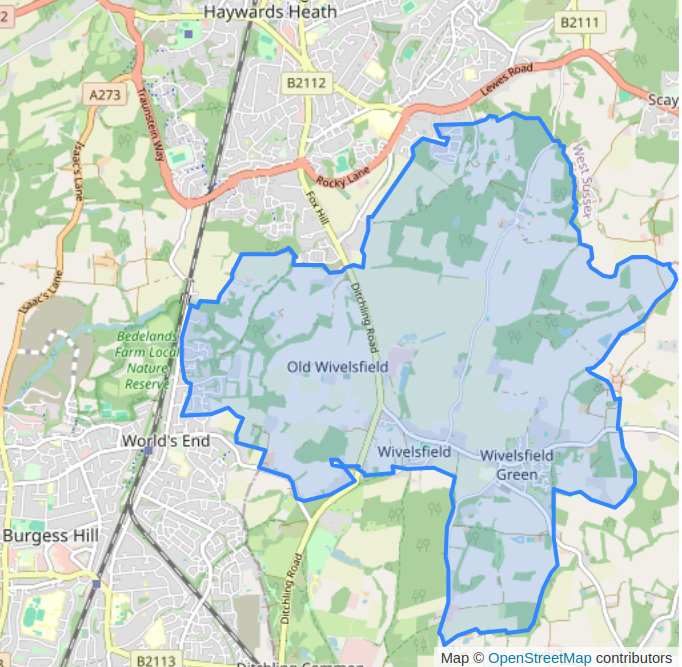 2
Haywards Heath
B2111
B2112
Lewes Road
A273
Scay
Traunstein Way
Isaac's Lane
West Sussex
Rocky Lane
Fox Hill
Isaac's Lane
Ditchling Road
Bedelands
Farm Local
Nature
Reserve
Old Wivelsfield
World's End
Wivelsfield
Wivelsfield
Green
Burgess Hill
Ditchling Road
B2113
Ditchling Common
Map © OpenStreetMap contributors